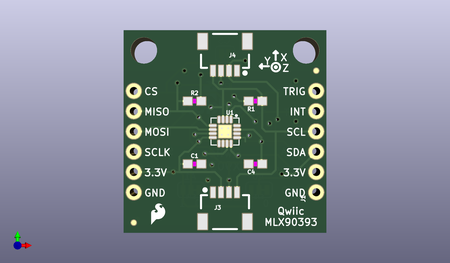 J4
X
Y
Z
CS
TRIG
R2
R1
MISO
INT
U1
MOSI
SCL
SCLK
SDA
C1
C4
3.3V
3.3V
GND
GND
J3
Qwiic
MLX90393